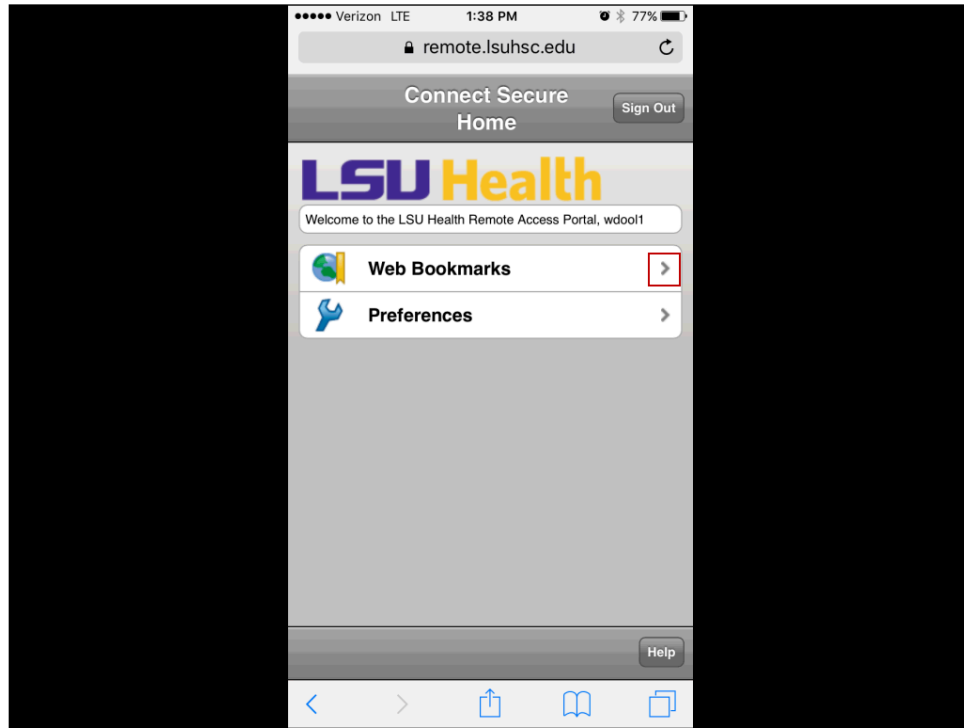 Verizon LTE 1:38 PM 77%
remote.lsuhsc.edu
Connect Secure
Home
Sign Out
LSU Health
Welcome to the LSU Health Remote Access Portal, wdool1
Web Bookmarks
Preferences
Help